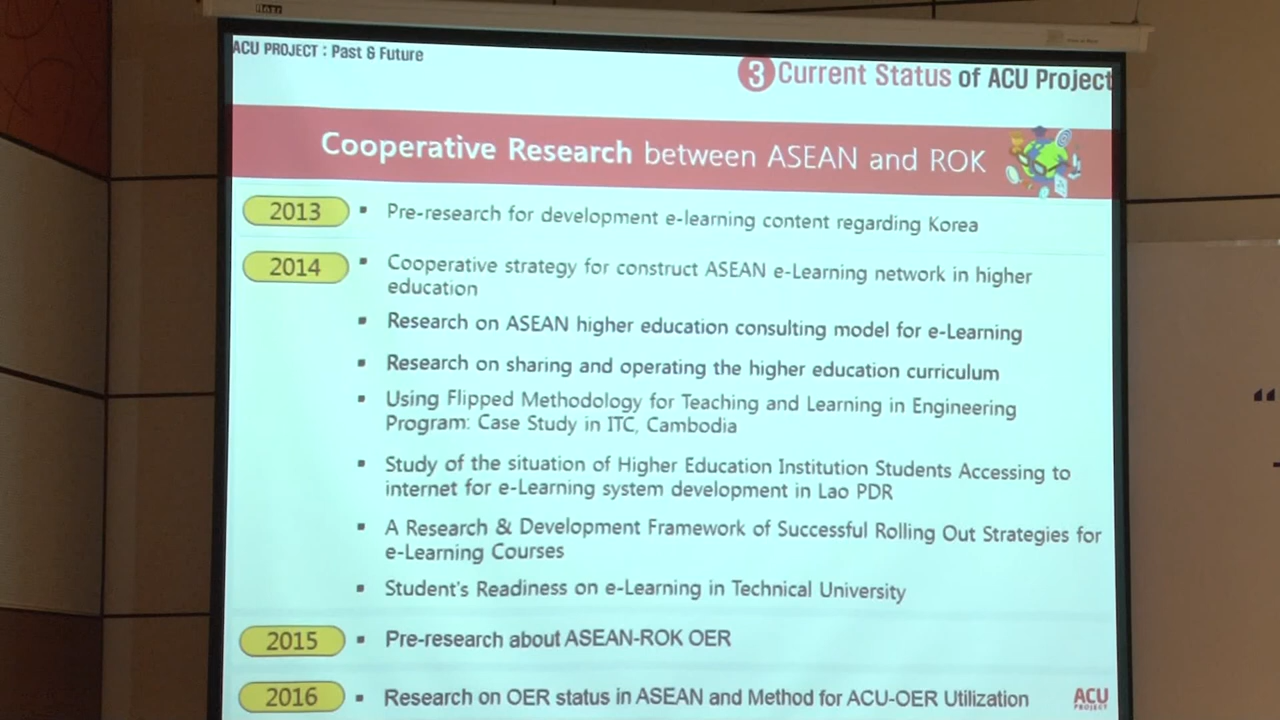 ACU PROJECT : Past & Future
3 Current Status of ACU Project
Cooperative Research between ASEAN and ROK
2013 ▪ Pre-research for development e-learning content regarding Korea
2014 ▪ Cooperative strategy for construct ASEAN e-Learning network in higher
education
▪ Research on ASEAN higher education consulting model for e-Learning
▪ Research on sharing and operating the higher education curriculum
▪ Using Flipped Methodology for Teaching and Learning in Engineering
Program: Case Study in ITC, Cambodia
▪ Study of the situation of Higher Education Institution Students Accessing to
internet for e-Learning system development in Lao PDR
▪ A Research & Development Framework of Successful Rolling Out Strategies for
e-Learning Courses
▪ Student's Readiness on e-Learning in Technical University
2015 ▪ Pre-research about ASEAN-ROK OER
2016 ▪ Research on OER status in ASEAN and Method for ACU-OER Utilization
ACU
PROJECT
“